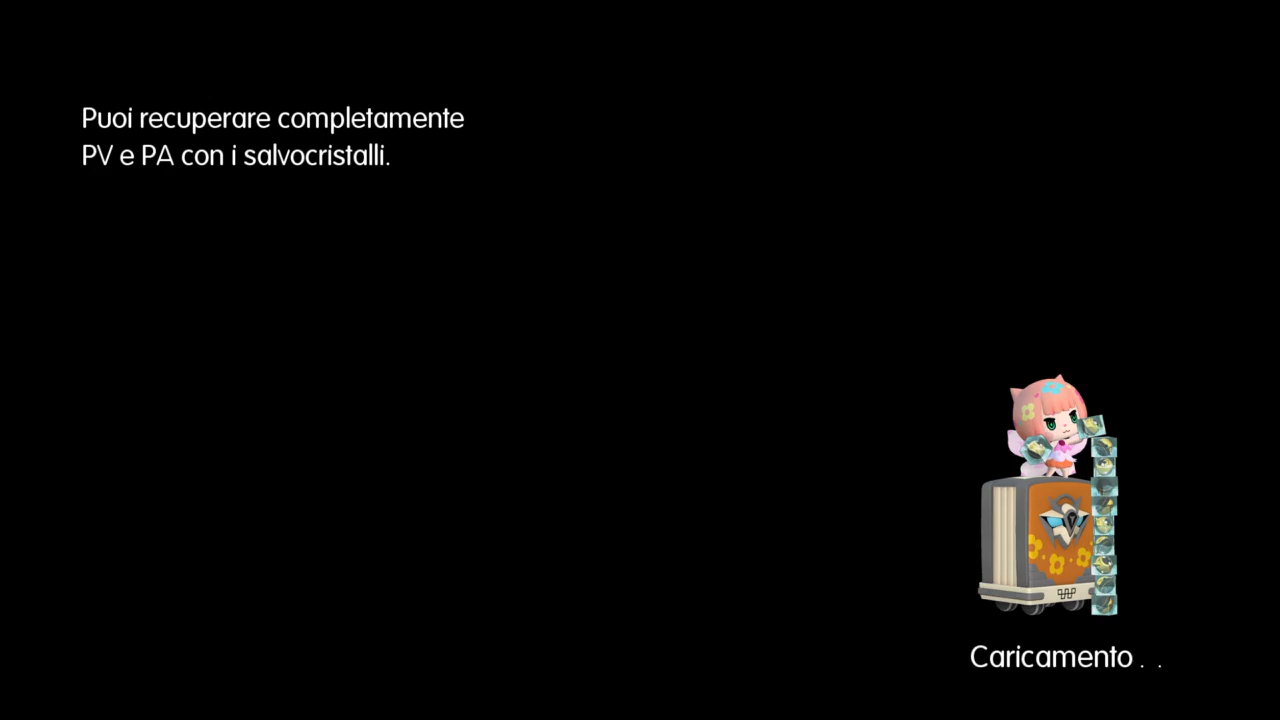 Puoi recuperare completamente
PV e PA con i salvocristalli.
Caricamento . .